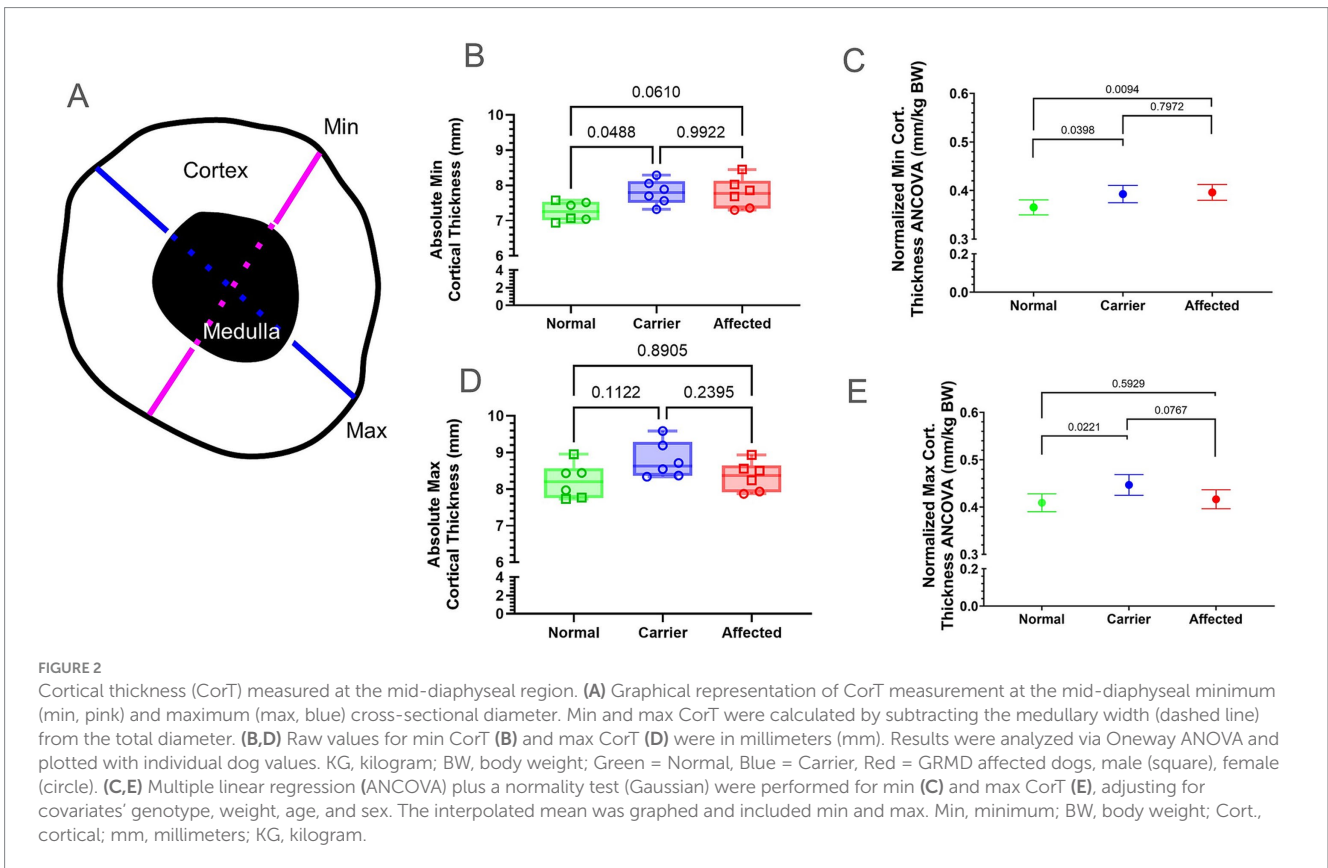 A
Min
Cortex
Medulla
Max
B
0.0610
0.0488
0.9922
Absolute Min
Cortical Thickness (mm)
10
9
8
7
6
4
2
0
Normal
Carrier
Affected
C
0.0094
0.7972
0.0398
Normalized Min Cort.
Thickness ANCOVA (mm/kg BW)
0.6
0.5
0.4
0.3
0.2
0.0
Normal
Carrier
Affected
D
0.8905
0.1122
0.2395
Absolute Max
Cortical Thickness (mm)
10
9
8
7
6
4
2
0
Normal
Carrier
Affected
E
0.5929
0.0767
0.0221
Normalized Max Cort.
Thickness ANCOVA (mm/kg BW)
0.6
0.5
0.4
0.3
0.2
0.0
Normal
Carrier
Affected
FIGURE 2
Cortical thickness (CorT) measured at the mid-diaphyseal region. (A) Graphical representation of CorT measurement at the mid-diaphyseal minimum
(min, pink) and maximum (max, blue) cross-sectional diameter. Min and max CorT were calculated by subtracting the medullary width (dashed line)
from the total diameter. (B,D) Raw values for min CorT (B) and max CorT (D) were in millimeters (mm). Results were analyzed via Oneway ANOVA and
plotted with individual dog values. KG, kilogram; BW, body weight; Green = Normal, Blue = Carrier, Red = GRMD affected dogs, male (square), female
(circle). (C,E) Multiple linear regression (ANCOVA) plus a normality test (Gaussian) were performed for min (C) and max CorT (E), adjusting for
covariates' genotype, weight, age, and sex. The interpolated mean was graphed and included min and max. Min, minimum; BW, body weight; Cort.,
cortical; mm, millimeters; KG, kilogram.